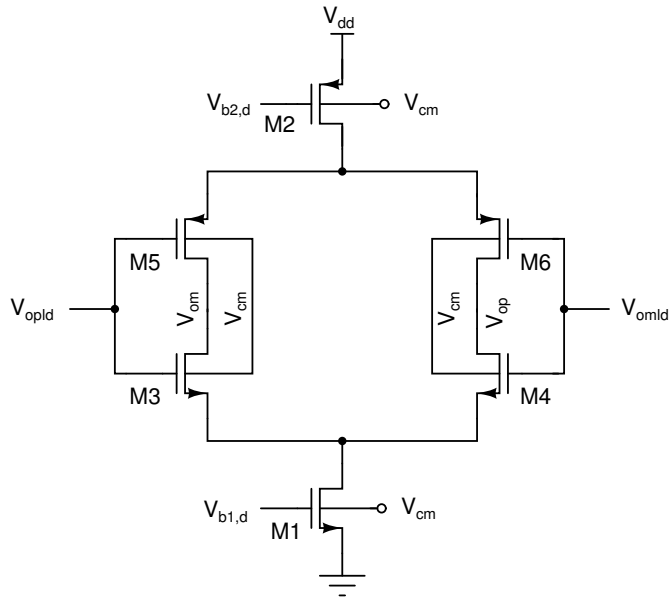 V_dd
V_b2,d
V_cm
M2
M5
M6
V_opld
V_om
V_cm
V_cm
V_op
V_omld
M3
M4
V_b1,d
V_cm
M1